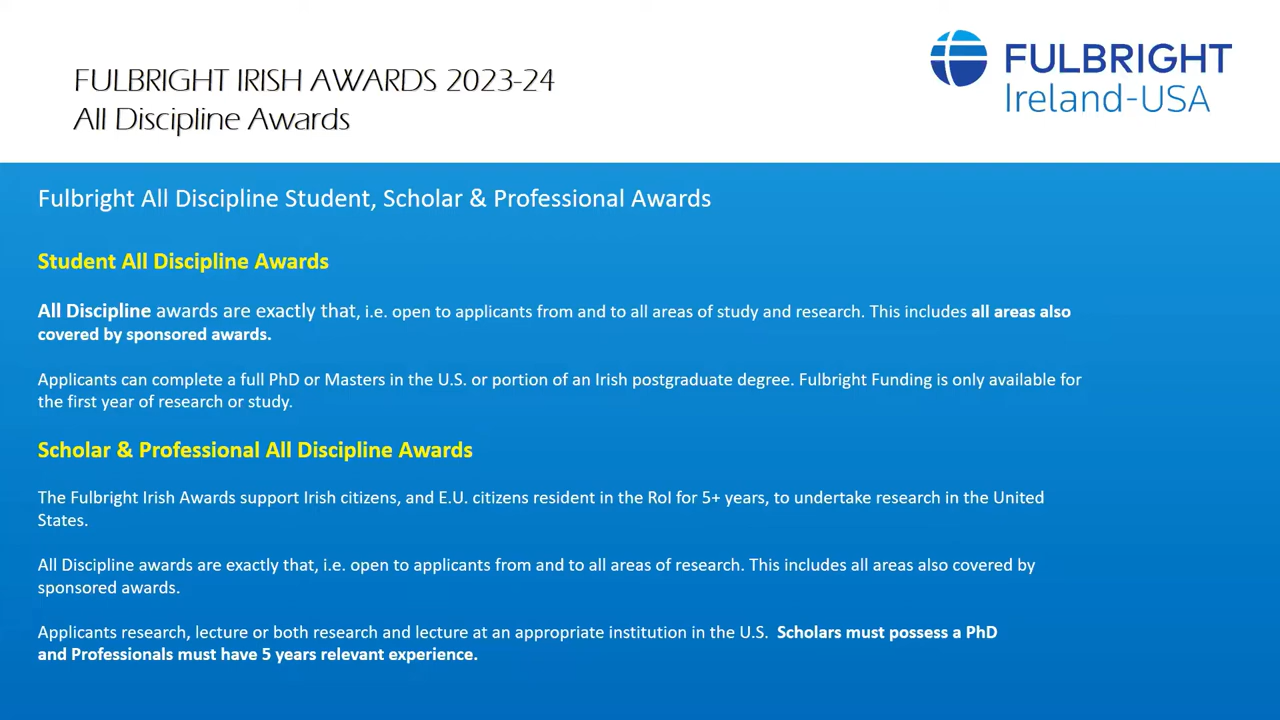 FULBRIGHT IRISH AWARDS 2023-24
All Discipline Awards
FULBRIGHT
Ireland-USA
Fulbright All Discipline Student, Scholar & Professional Awards
Student All Discipline Awards
All Discipline awards are exactly that, i.e. open to applicants from and to all areas of study and research. This includes all areas also
covered by sponsored awards.
Applicants can complete a full PhD or Masters in the U.S. or portion of an Irish postgraduate degree. Fulbright Funding is only available for
the first year of research or study.
Scholar & Professional All Discipline Awards
The Fulbright Irish Awards support Irish citizens, and E.U. citizens resident in the RoI for 5+ years, to undertake research in the United
States.
All Discipline awards are exactly that, i.e. open to applicants from and to all areas of research. This includes all areas also covered by
sponsored awards.
Applicants research, lecture or both research and lecture at an appropriate institution in the U.S. Scholars must possess a PhD
and Professionals must have 5 years relevant experience.